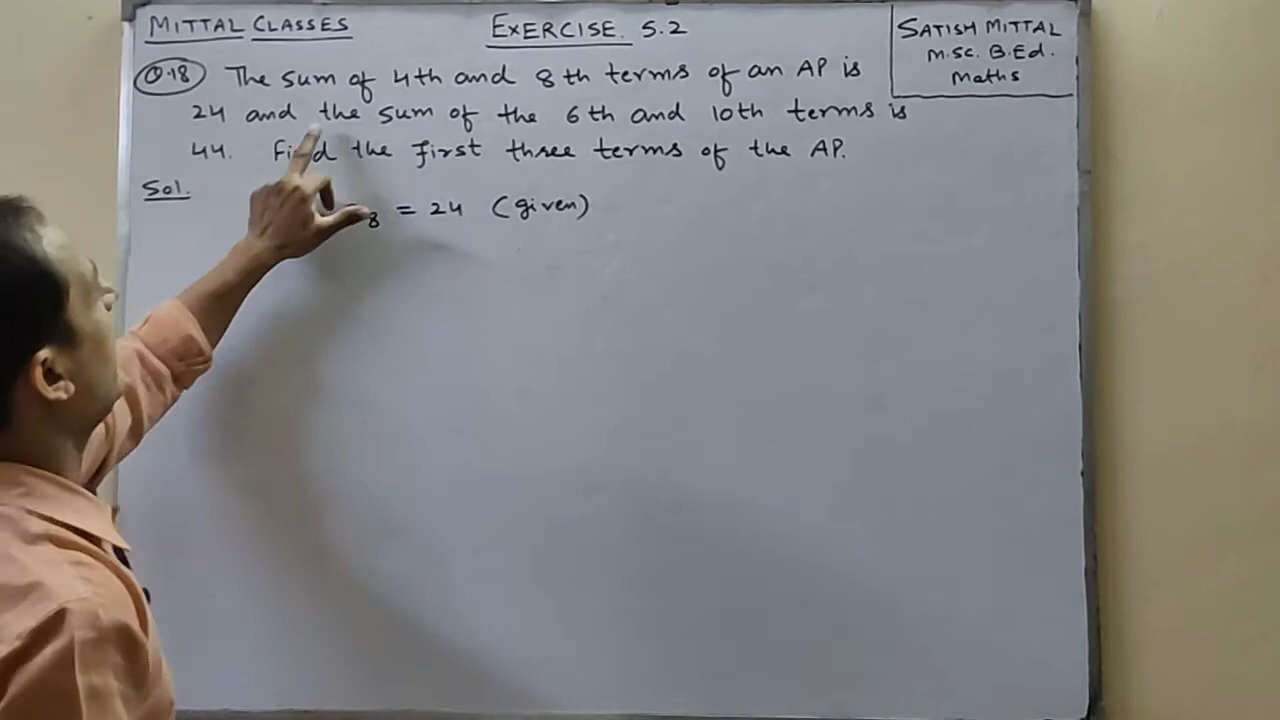 MITTAL CLASSES
EXERCISE. 5.2
SATISH MITTAL
M.SC. B.Ed.
Maths
Q.18 The sum of 4th and 8th terms of an AP is
24 and the sum of the 6th and 10th terms is
44. Find the first three terms of the AP.
Sol.
8 = 24 (given)